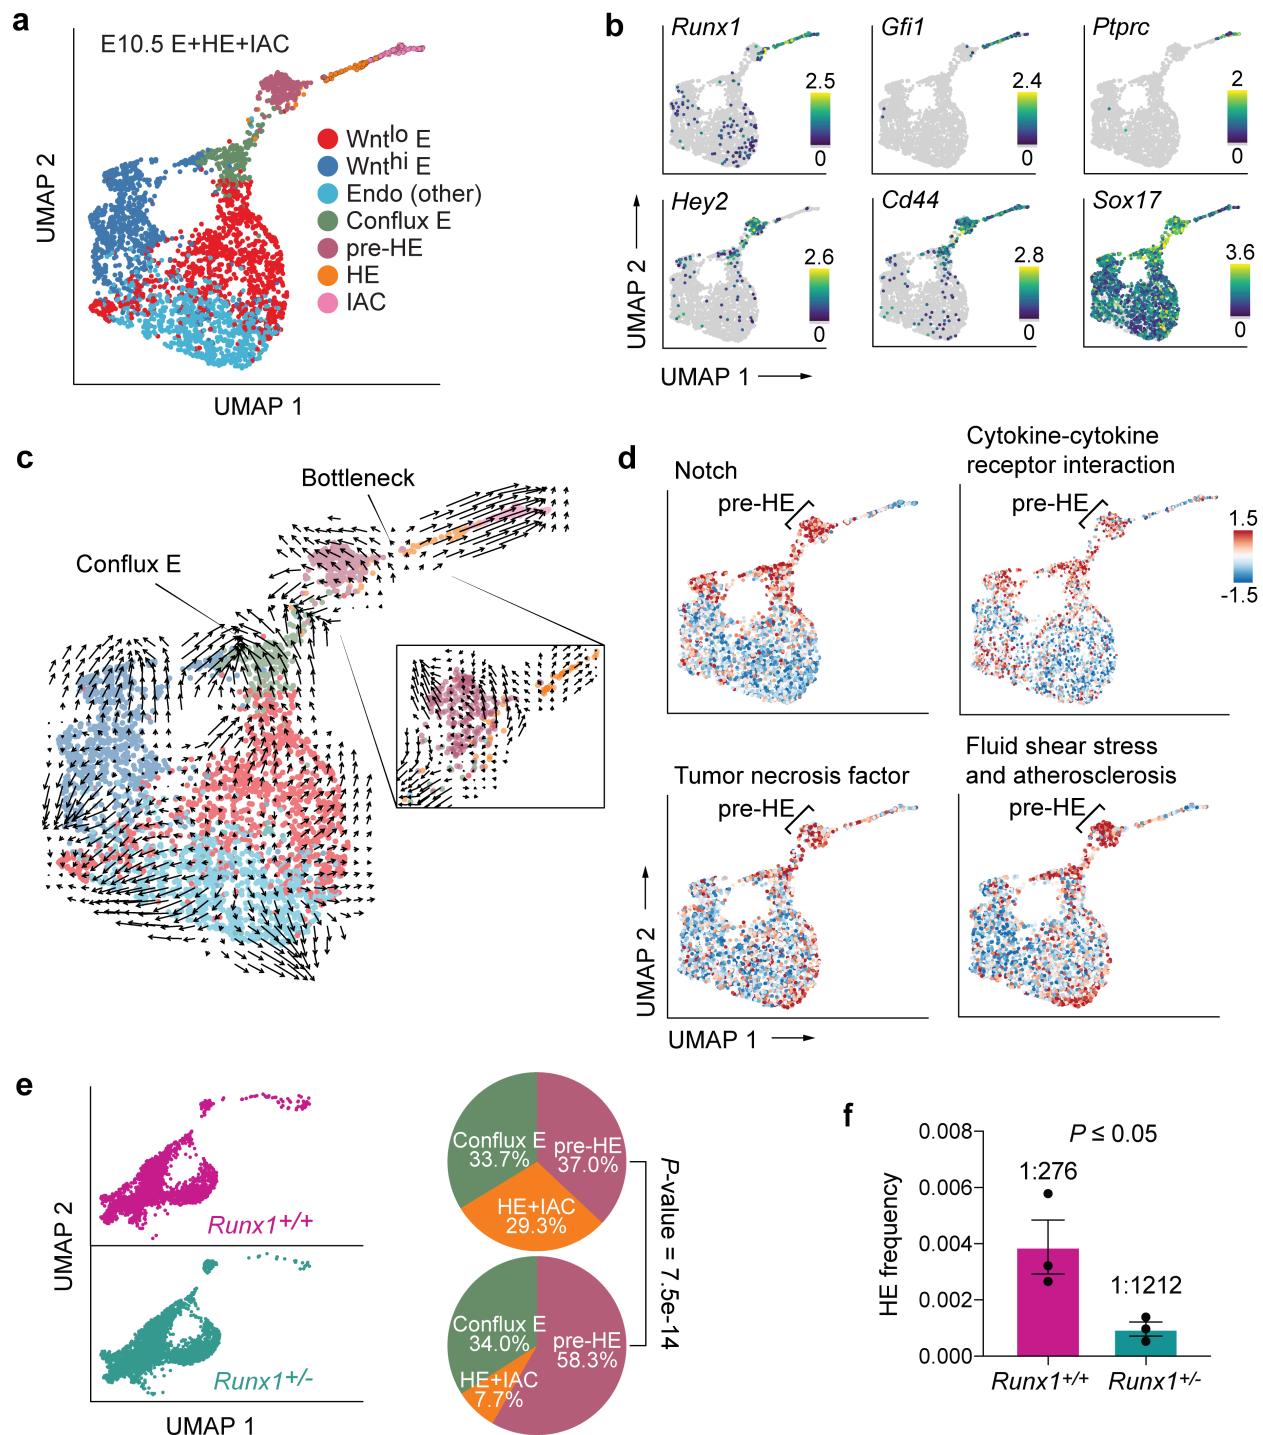 a
E10.5 E+HE+IAC
UMAP 2
Wntlo E
Wnthi E
Endo (other)
Conflux E
pre-HE
HE
IAC
UMAP 1
b
Runx1
2.5
0
Gfi1
2.4
0
Ptprc
2
0
Hey2
2.6
0
Cd44
2.8
0
Sox17
3.6
0
UMAP 2
UMAP 1
c
Bottleneck
Conflux E
d
Notch
pre-HE
Cytokine-cytokine
receptor interaction
pre-HE
1.5
-1.5
Tumor necrosis factor
pre-HE
Fluid shear stress
and atherosclerosis
pre-HE
UMAP 2
UMAP 1
e
UMAP 2
Runx1+/+
Runx1+/-
UMAP 1
Conflux E
33.7%
pre-HE
37.0%
HE+IAC
29.3%
Conflux E
34.0%
pre-HE
58.3%
HE+IAC
7.7%
P-value = 7.5e-14
f
HE frequency
0.008
0.006
0.004
0.002
0.000
P ≤ 0.05
1:276
1:1212
Runx1+/+
Runx1+/-